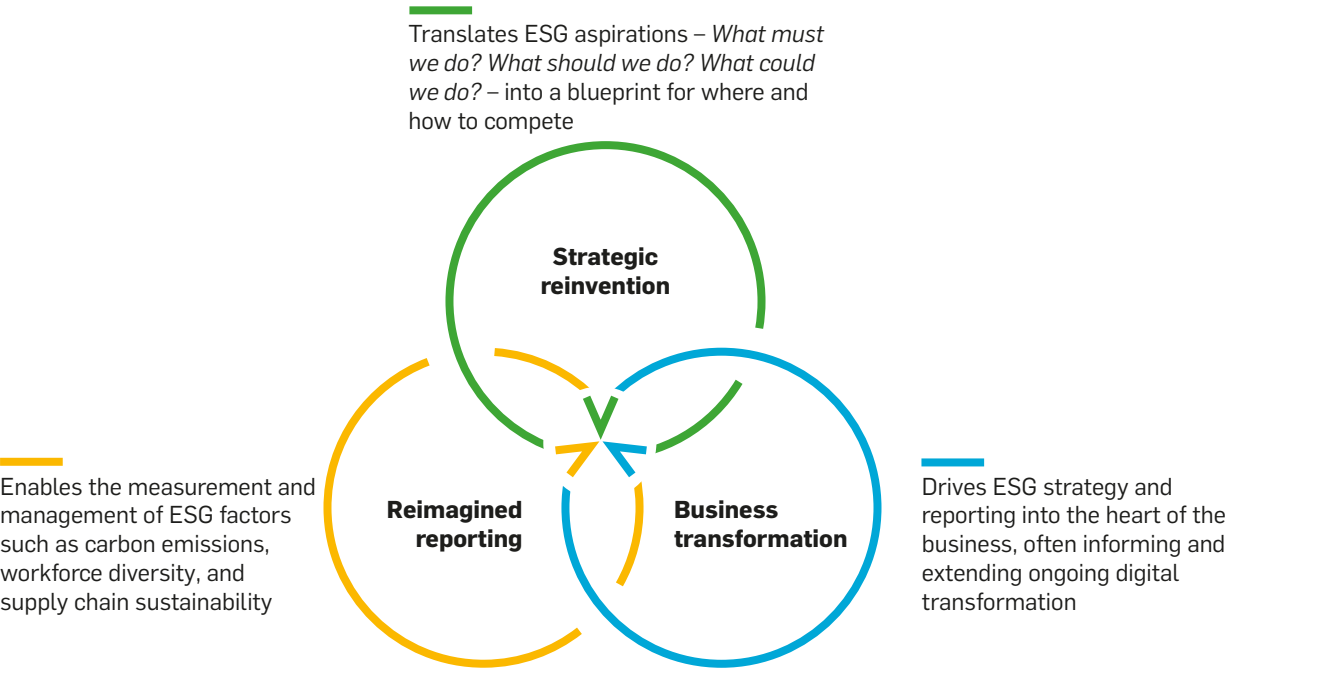 Translates ESG aspirations – What must
we do? What should we do? What could
we do? – into a blueprint for where and
how to compete
Strategic
reinvention
Enables the measurement and
management of ESG factors
such as carbon emissions,
workforce diversity, and
supply chain sustainability
Reimagined
reporting
Business
transformation
Drives ESG strategy and
reporting into the heart of the
business, often informing and
extending ongoing digital
transformation